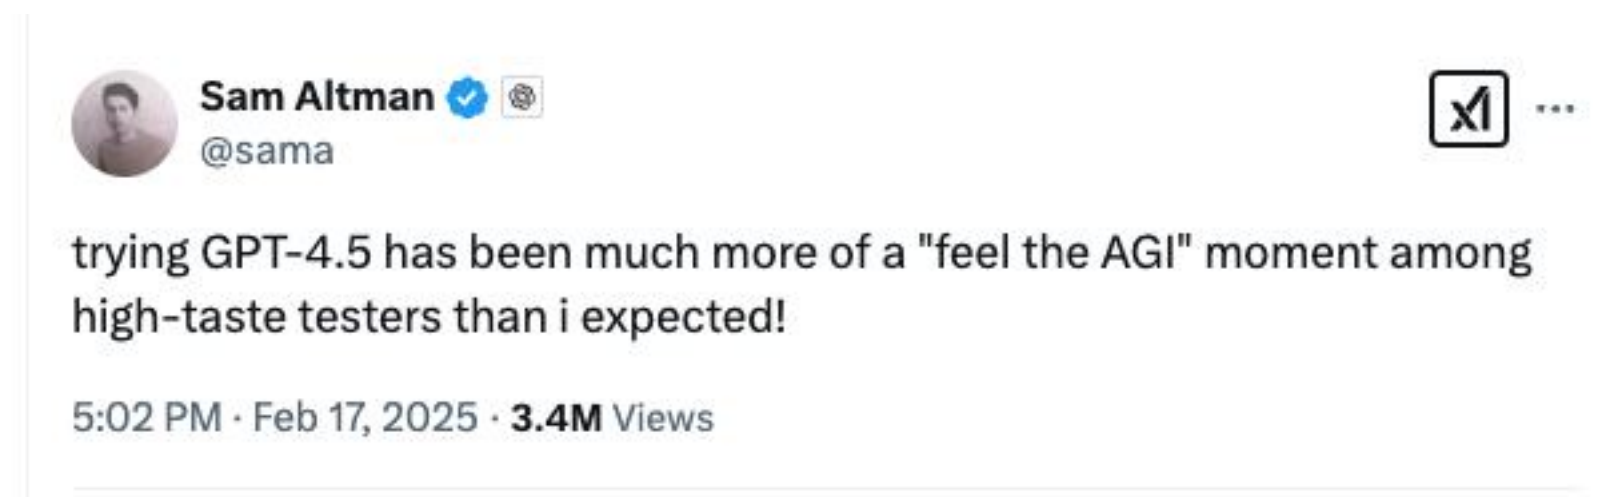 Sam Altman
@sama
trying GPT-4.5 has been much more of a "feel the AGI" moment among
high-taste testers than i expected!
5:02 PM · Feb 17, 2025 · 3.4M Views